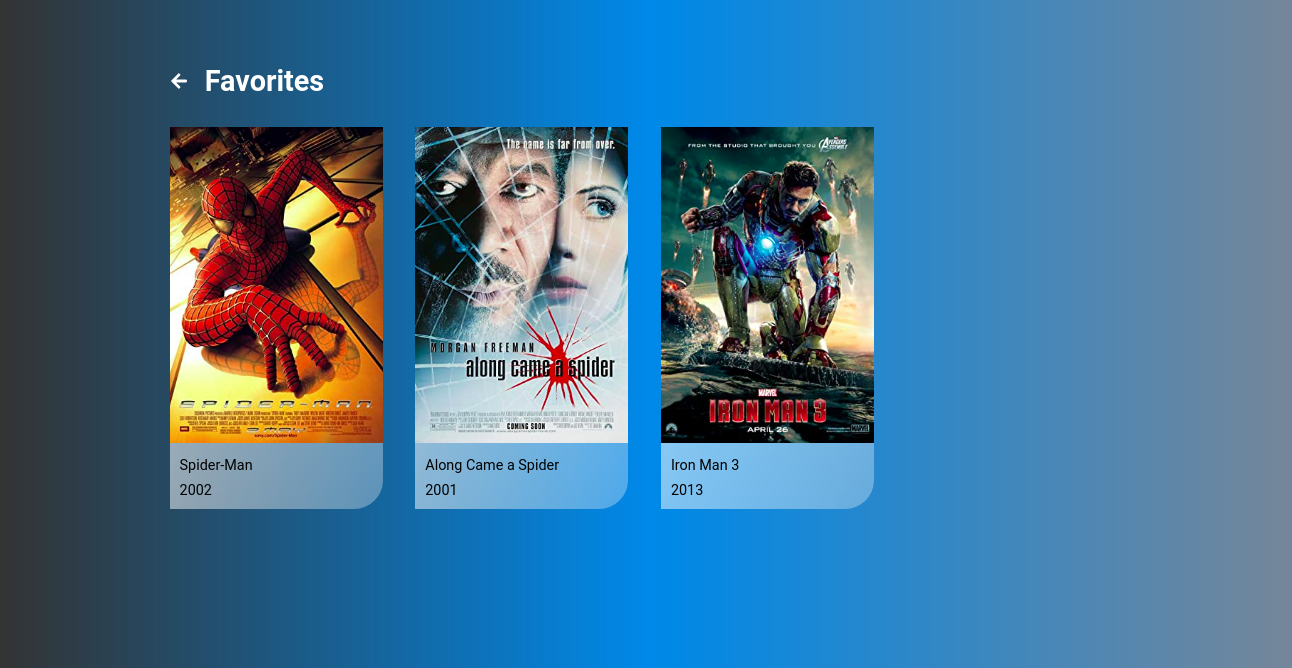 Favorites
SPIDER-MAN
Spider-Man
2002
The game is far from over.
MORGAN FREEMAN
along came a spider
COMING SOON
Along Came a Spider
2001
FROM THE STUDIO THAT BROUGHT YOU
AVENGERS
MARVEL
IRON MAN 3
APRIL 26
Iron Man 3
2013